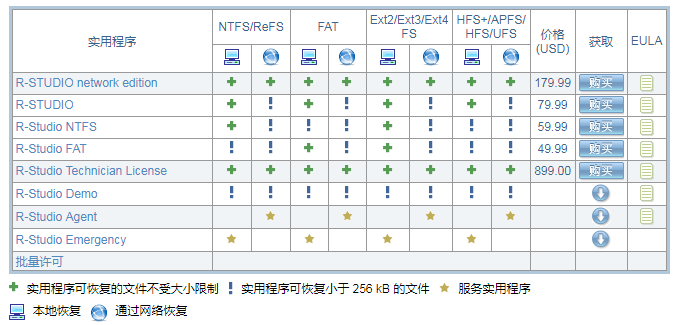 实用程序 NTFS/ReFS FAT Ext2/Ext3/Ext4 FS HFS+/APFS/HFS/UFS 价格 (USD) 获取 EULA
R-STUDIO network edition 179.99 购买
R-STUDIO 79.99 购买
R-Studio NTFS 59.99 购买
R-Studio FAT 49.99 购买
R-Studio Technician License 899.00 购买
R-Studio Demo
R-Studio Agent
R-Studio Emergency
批量许可
实用程序可恢复的文件不受大小限制 实用程序可恢复小于 256 kB 的文件 服务实用程序
本地恢复 通过网络恢复